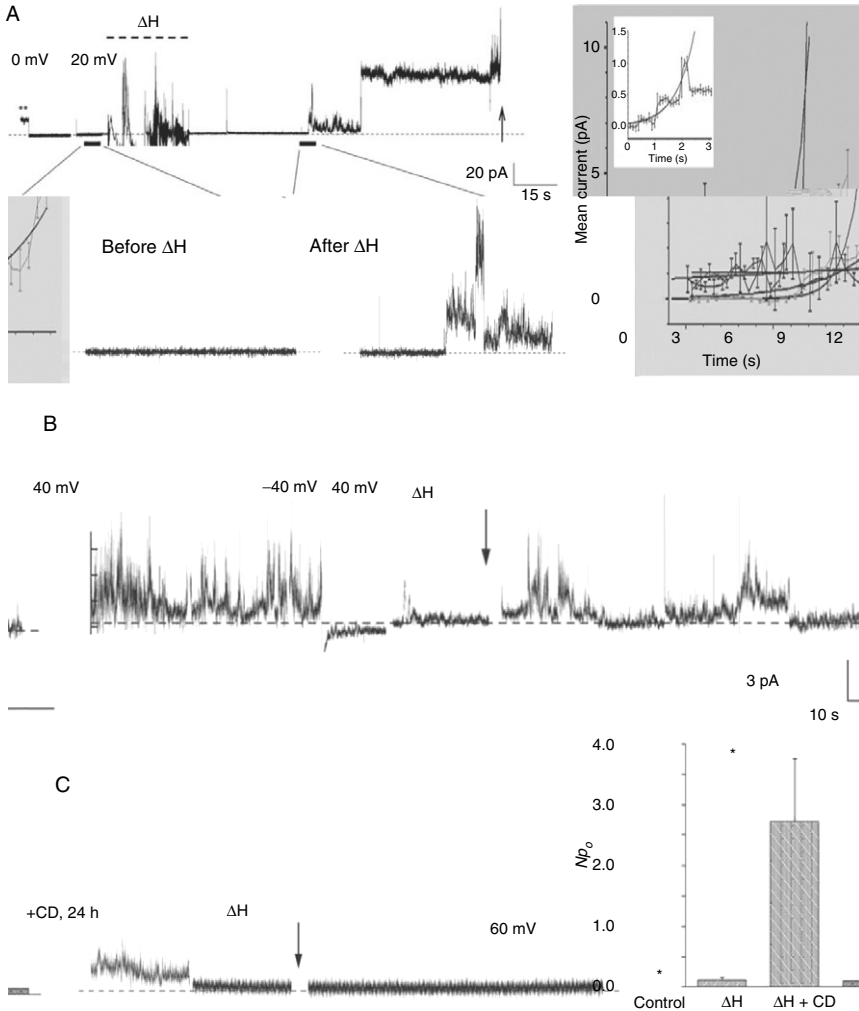 A
ΔH
0 mV 20 mV
**
20 pA
15 s
Before ΔH After ΔH
Mean current (pA)
10
5
0
1.5
1.0
0.5
0.0
0 1 2 3
Time (s)
0 3 6 9 12
Time (s)
B
40 mV −40 mV 40 mV ΔH
3 pA
10 s
C
+CD, 24 h ΔH 60 mV
Npo
4.0
3.0
2.0
1.0
0.0
*
*
Control ΔH ΔH + CD